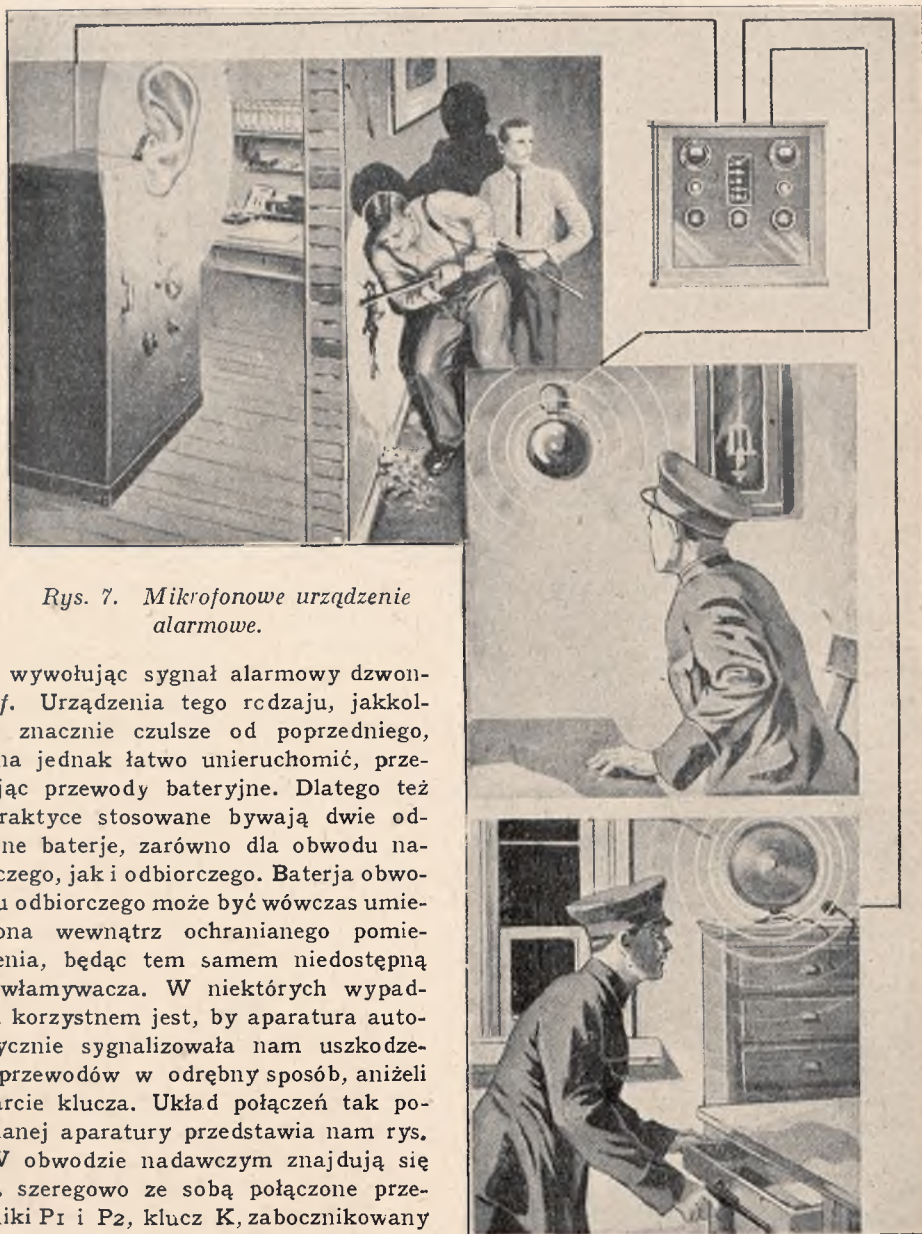 Rys. 7. Mikrofonowe urządzenie
alarmowe.
wywołując sygnał alarmowy dzwon-
f. Urządzenia tego rodzaju, jakkol-
znacznie czulsze od poprzedniego,
na jednak łatwo unieruchomić, prze-
jąc przewody bateryjne. Dlatego też
raktyce stosowane bywają dwie od-
ne baterje, zarówno dla obwodu na-
czego, jak i odbiorczego. Baterja obwo-
u odbiorczego może być wówczas umie-
ona wewnątrz ochranianego pomie-
enia, będąc tem samem niedostępną
włamywacza. W niektórych wypad-
korzystnem jest, by aparatura auto-
ycznie sygnalizowała nam uszkodze-
przewodów w odrębny sposób, aniżeli
arcie klucza. Układ połączeń tak po-
anej aparatury przedstawia nam rys.
W obwodzie nadawczym znajdują się
szeregowo ze sobą połączone prze-
niki P1 i P2, klucz K, zabocznikowany